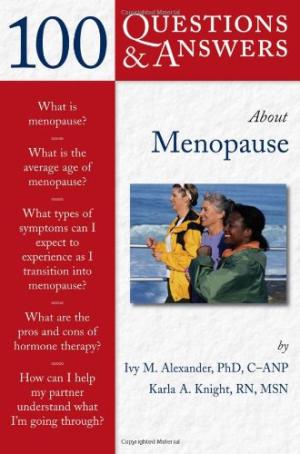 100 Questions
& Answers
About
Menopause
What is
menopause?
What is the
average age of
menopause?
What types of
symptoms can I
expect to
experience as I
transition into
menopause?
What are the
pros and cons of
hormone therapy?
How can I help
my partner
understand what
I'm going through?
by
Ivy M. Alexander, PhD, C–ANP
Karla A. Knight, RN, MSN